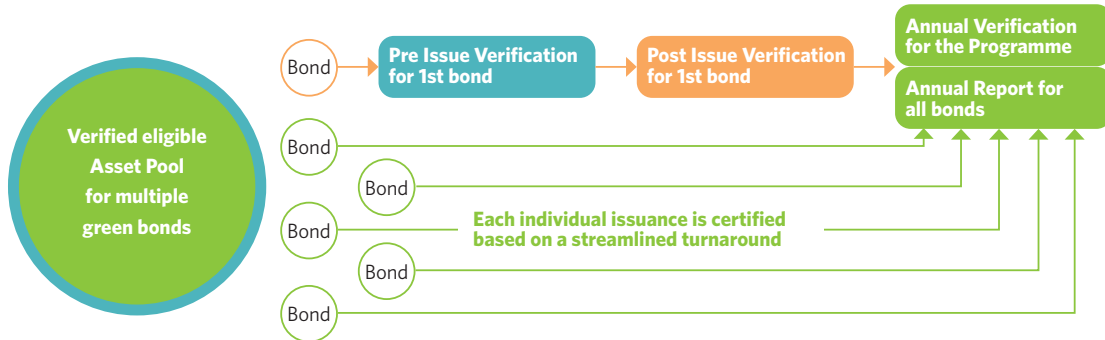 Verified eligible
Asset Pool
for multiple
green bonds
Bond
Pre Issue Verification
for 1st bond
Post Issue Verification
for 1st bond
Annual Verification
for the Programme
Annual Report for
all bonds
Bond
Bond
Bond
Each individual issuance is certified
based on a streamlined turnaround
Bond
Bond